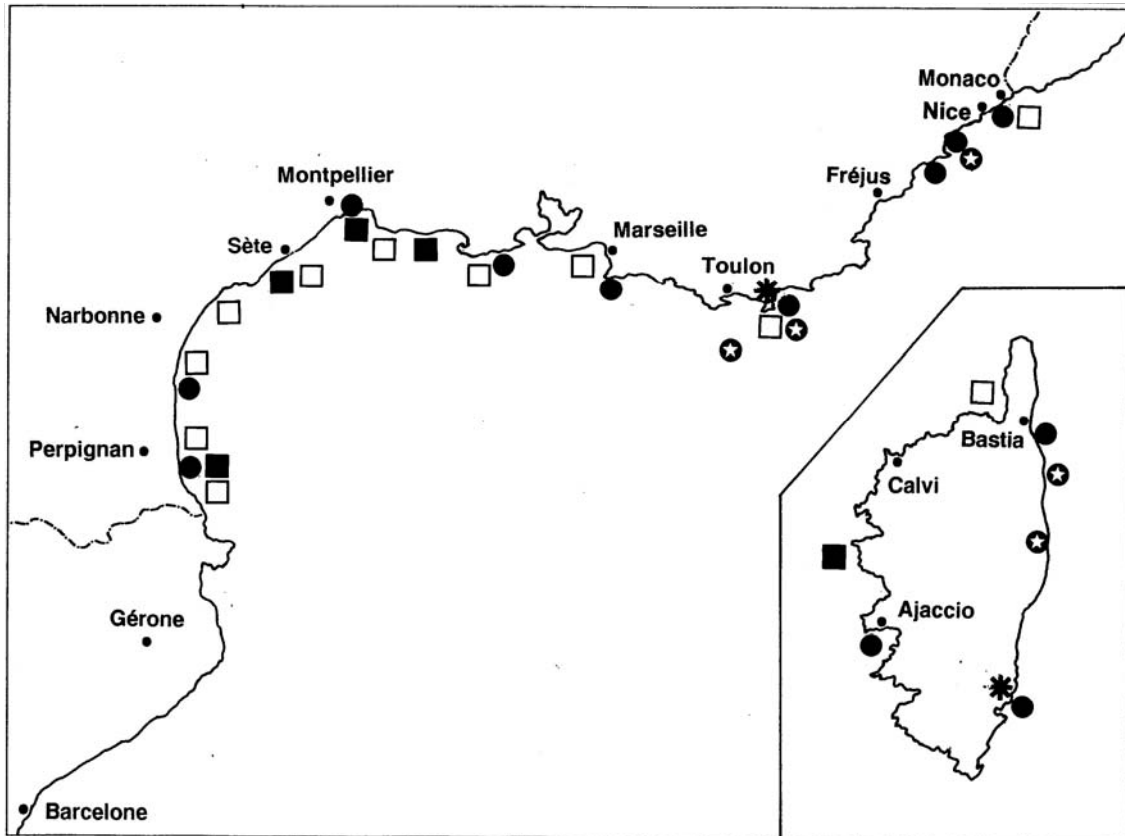 Monaco
Nice
Montpellier
Fréjus
Sète
Marseille
Toulon
Narbonne
Perpignan
Bastia
Calvi
Gérone
Ajaccio
Barcelone